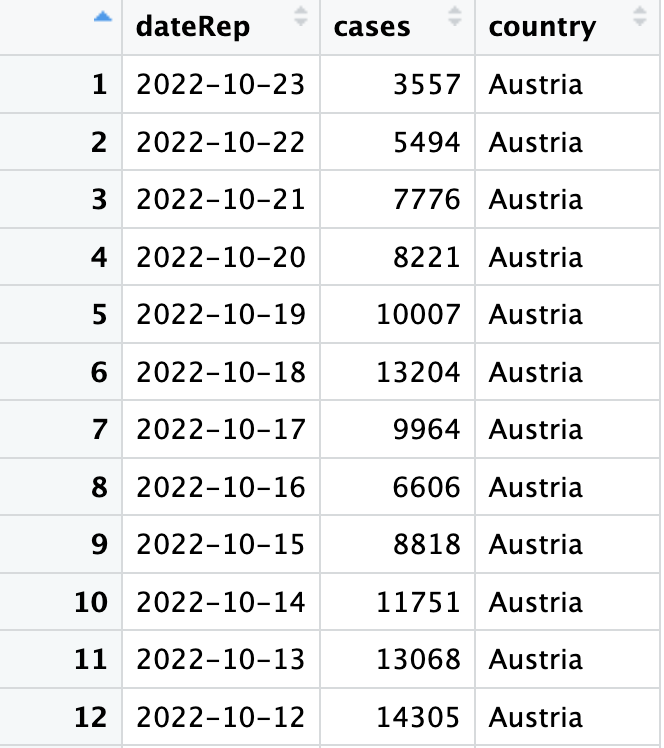 dateRep cases country
1 2022-10-23 3557 Austria
2 2022-10-22 5494 Austria
3 2022-10-21 7776 Austria
4 2022-10-20 8221 Austria
5 2022-10-19 10007 Austria
6 2022-10-18 13204 Austria
7 2022-10-17 9964 Austria
8 2022-10-16 6606 Austria
9 2022-10-15 8818 Austria
10 2022-10-14 11751 Austria
11 2022-10-13 13068 Austria
12 2022-10-12 14305 Austria